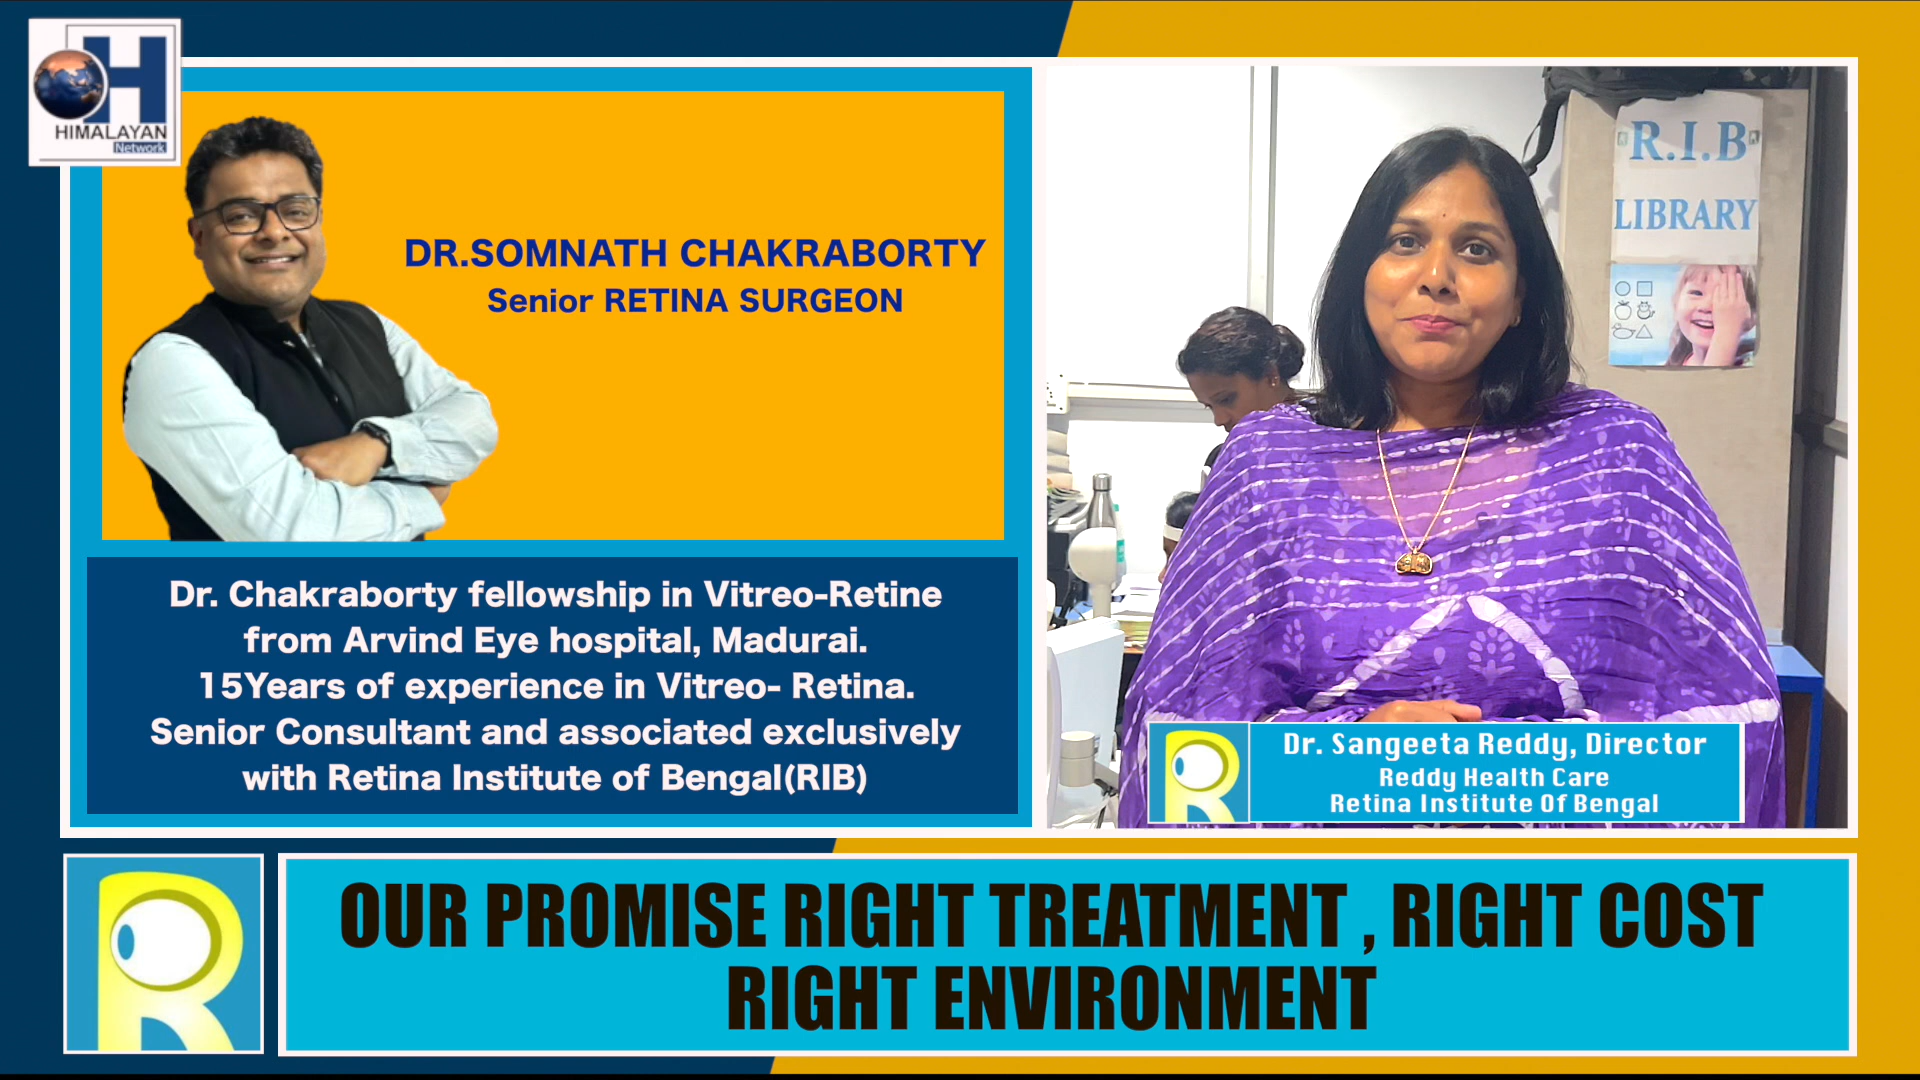 H
HIMALAYAN
Network
DR.SOMNATH CHAKRABORTY
Senior RETINA SURGEON
Dr. Chakraborty fellowship in Vitreo-Retine
from Arvind Eye hospital, Madurai.
15Years of experience in Vitreo- Retina.
Senior Consultant and associated exclusively
with Retina Institute of Bengal(RIB)
R.I.B
LIBRARY
Dr. Sangeeta Reddy, Director
Reddy Health Care
Retina Institute Of Bengal
R
OUR PROMISE RIGHT TREATMENT , RIGHT COST
RIGHT ENVIRONMENT